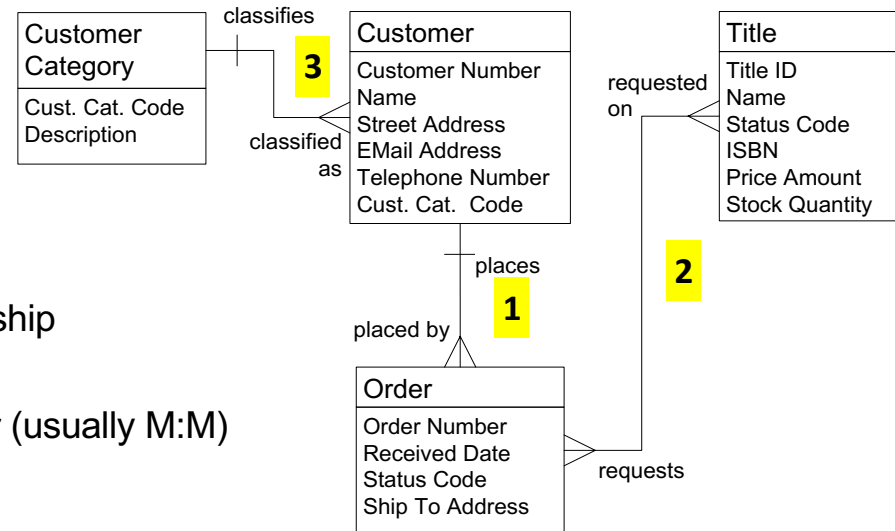 classifies
Customer
Category
Cust. Cat. Code
Description
3
classified
as
Customer
Customer Number
Name
Street Address
EMail Address
Telephone Number
Cust. Cat.  Code
requested
on
Title
Title ID
Name
Status Code
ISBN
Price Amount
Stock Quantity
places
1
2
placed by
ship
(usually M:M)
Order
Order Number
Received Date
Status Code
Ship To Address
requests